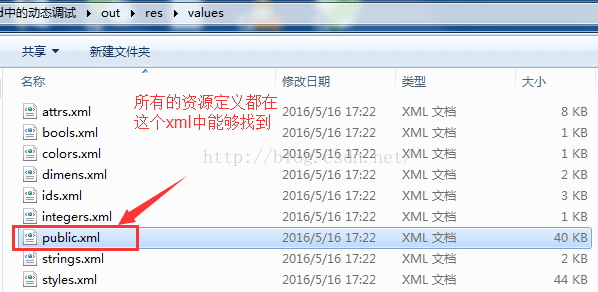 d中的动态调试 ▸ out ▸ res ▸ values
共享 新建文件夹
名称 修改日期 类型 大小
所有的资源定义都在
这个xml中能够找到
attrs.xml 2016/5/16 17:22 XML 文档 8 KB
bools.xml 2016/5/16 17:22 XML 文档 1 KB
colors.xml 2016/5/16 17:22 XML 文档 1 KB
http://blog.csdn.net/
dimens.xml 2016/5/16 17:22 XML 文档 2 KB
ids.xml 2016/5/16 17:22 XML 文档 3 KB
integers.xml 2016/5/16 17:22 XML 文档 1 KB
public.xml 2016/5/16 17:22 XML 文档 40 KB
strings.xml 2016/5/16 17:22 XML 文档 2 KB
styles.xml 2016/5/16 17:22 XML 文档 44 KB